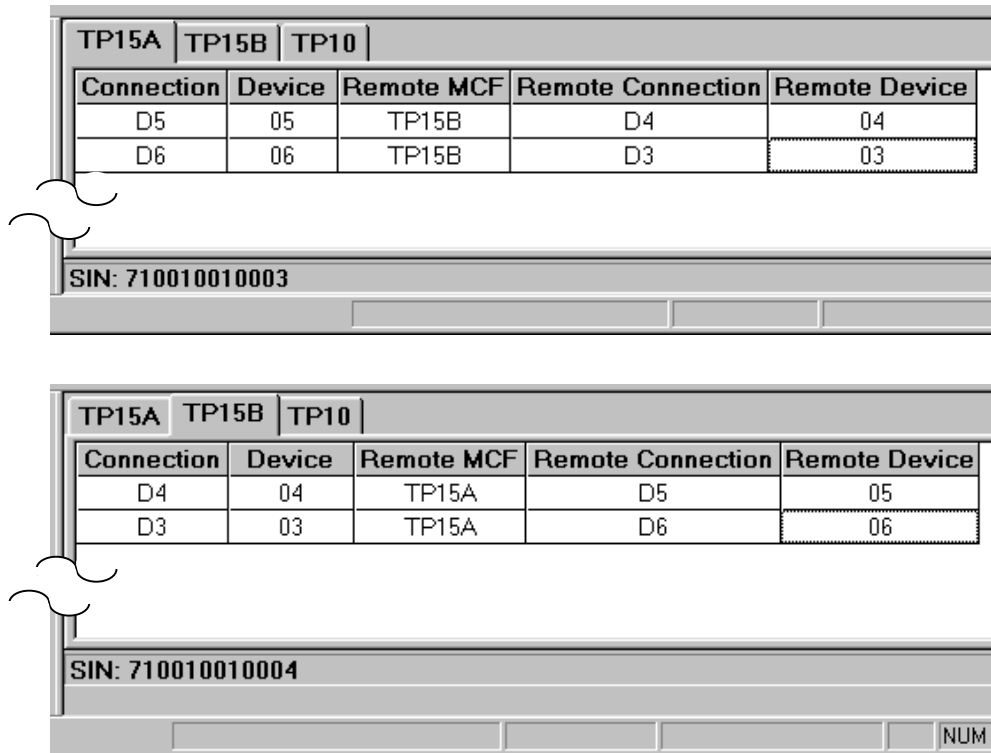 TP15A TP15B TP10
Connection Device Remote MCF Remote Connection Remote Device
D5 05 TP15B D4 04
D6 06 TP15B D3 03
SIN: 710010010003
TP15A TP15B TP10
Connection Device Remote MCF Remote Connection Remote Device
D4 04 TP15A D5 05
D3 03 TP15A D6 06
SIN: 710010010004
NUM